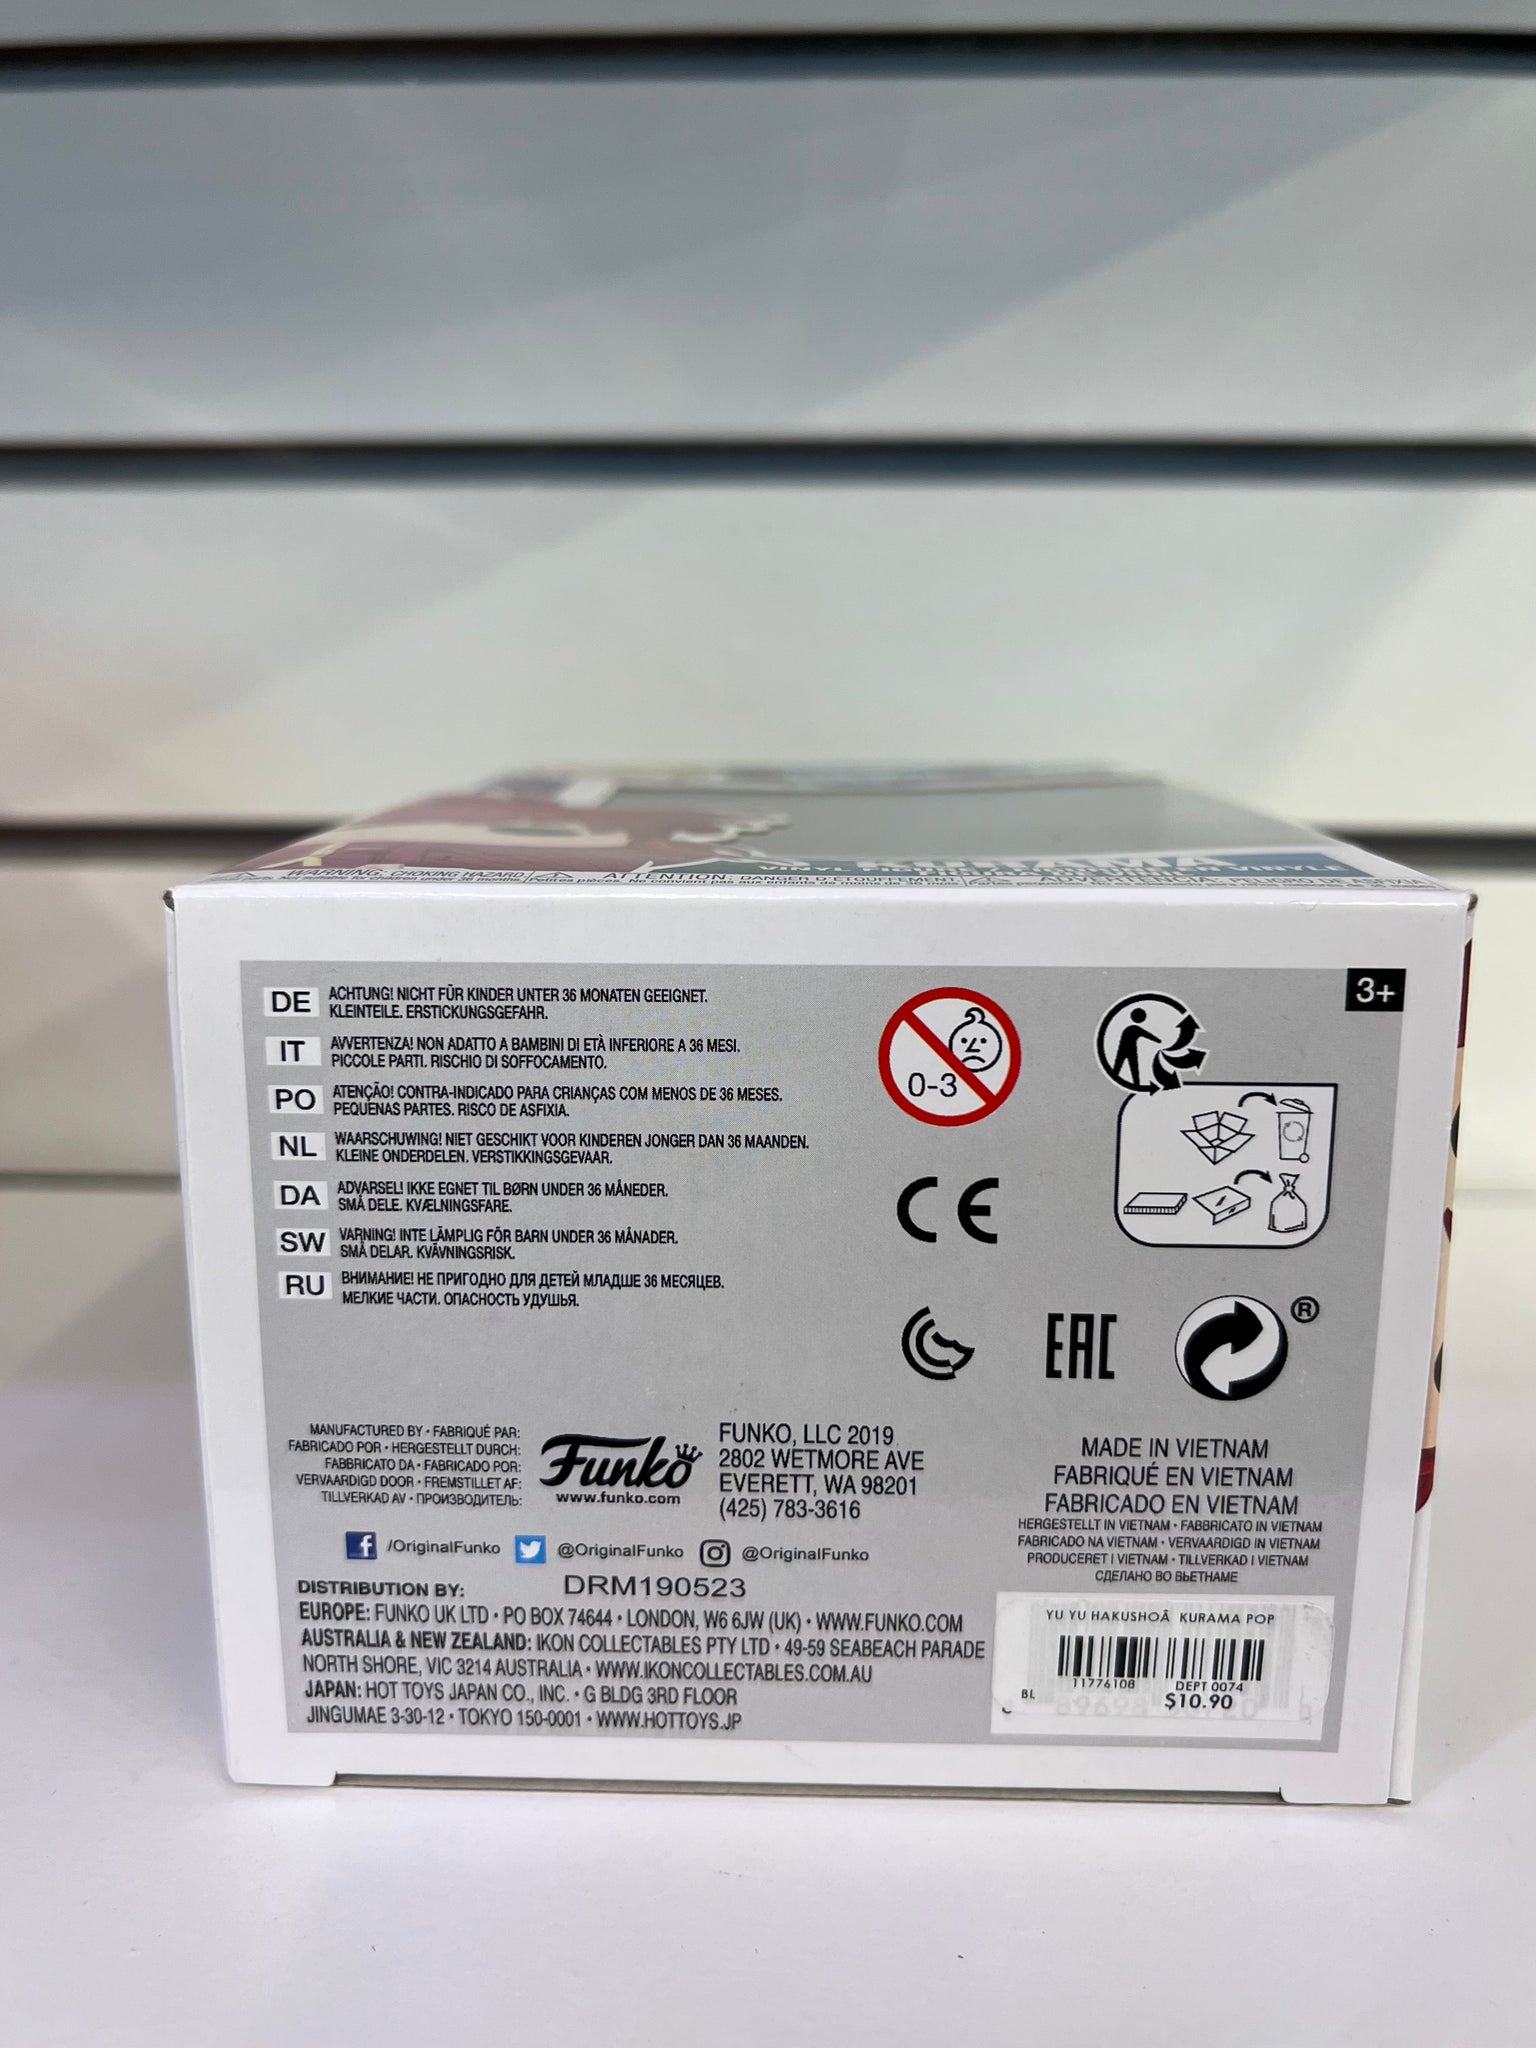 KURAMA
WARNING: CHOKING HAZARD
ATTENTION: DANGER D'ÉTOUFFEMENT
3+
DE ACHTUNG! NICHT FÜR KINDER UNTER 36 MONATEN GEEIGNET.
KLEINTEILE. ERSTICKUNGSGEFAHR.
IT AVVERTENZA! NON ADATTO A BAMBINI DI ETÀ INFERIORE A 36 MESI.
PICCOLE PARTI. RISCHIO DI SOFFOCAMENTO.
PO ATENÇÃO! CONTRA-INDICADO PARA CRIANÇAS COM MENOS DE 36 MESES.
PEQUENAS PARTES. RISCO DE ASFIXIA.
NL WAARSCHUWING! NIET GESCHIKT VOOR KINDEREN JONGER DAN 36 MAANDEN.
KLEINE ONDERDELEN. VERSTIKKINGSGEVAAR.
DA ADVARSEL! IKKE EGNET TIL BØRN UNDER 36 MÅNEDER.
SMÅ DELE. KVÆLNINGSFARE.
SW VARNING! INTE LÄMPLIG FÖR BARN UNDER 36 MÅNADER.
SMÅ DELAR. KVÄVNINGSRISK.
RU ВНИМАНИЕ! НЕ ПРИГОДНО ДЛЯ ДЕТЕЙ МЛАДШЕ 36 МЕСЯЦЕВ.
МЕЛКИЕ ЧАСТИ. ОПАСНОСТЬ УДУШЬЯ.
0-3
CE
EAC
®
MANUFACTURED BY • FABRIQUÉ PAR:
FABRICADO POR • HERGESTELLT DURCH:
FABBRICATO DA • FABRICADO POR:
VERVAARDIGD DOOR • FREMSTILLET AF:
TILLVERKAD AV • ПРОИЗВОДИТЕЛЬ:
Funko
www.funko.com
FUNKO, LLC 2019
2802 WETMORE AVE
EVERETT, WA 98201
(425) 783-3616
/OriginalFunko @OriginalFunko @OriginalFunko
MADE IN VIETNAM
FABRIQUÉ EN VIETNAM
FABRICADO EN VIETNAM
HERGESTELLT IN VIETNAM • FABBRICATO IN VIETNAM
FABRICADO NA VIETNAM • VERVAARDIGD IN VIETNAM
PRODUCERET I VIETNAM • TILLVERKAD I VIETNAM
СДЕЛАНО ВО ВЬЕТНАМЕ
DISTRIBUTION BY: DRM190523
EUROPE: FUNKO UK LTD • PO BOX 74644 • LONDON, W6 6JW (UK) • WWW.FUNKO.COM
AUSTRALIA & NEW ZEALAND: IKON COLLECTABLES PTY LTD • 49-59 SEABEACH PARADE
NORTH SHORE, VIC 3214 AUSTRALIA • WWW.IKONCOLLECTABLES.COM.AU
JAPAN: HOT TOYS JAPAN CO., INC. • G BLDG 3RD FLOOR
JINGUMAE 3-30-12 • TOKYO 150-0001 • WWW.HOTTOYS.JP
YU YU HAKUSHOÂ KURAMA POP
11776108 DEPT 0074
BL $10.90